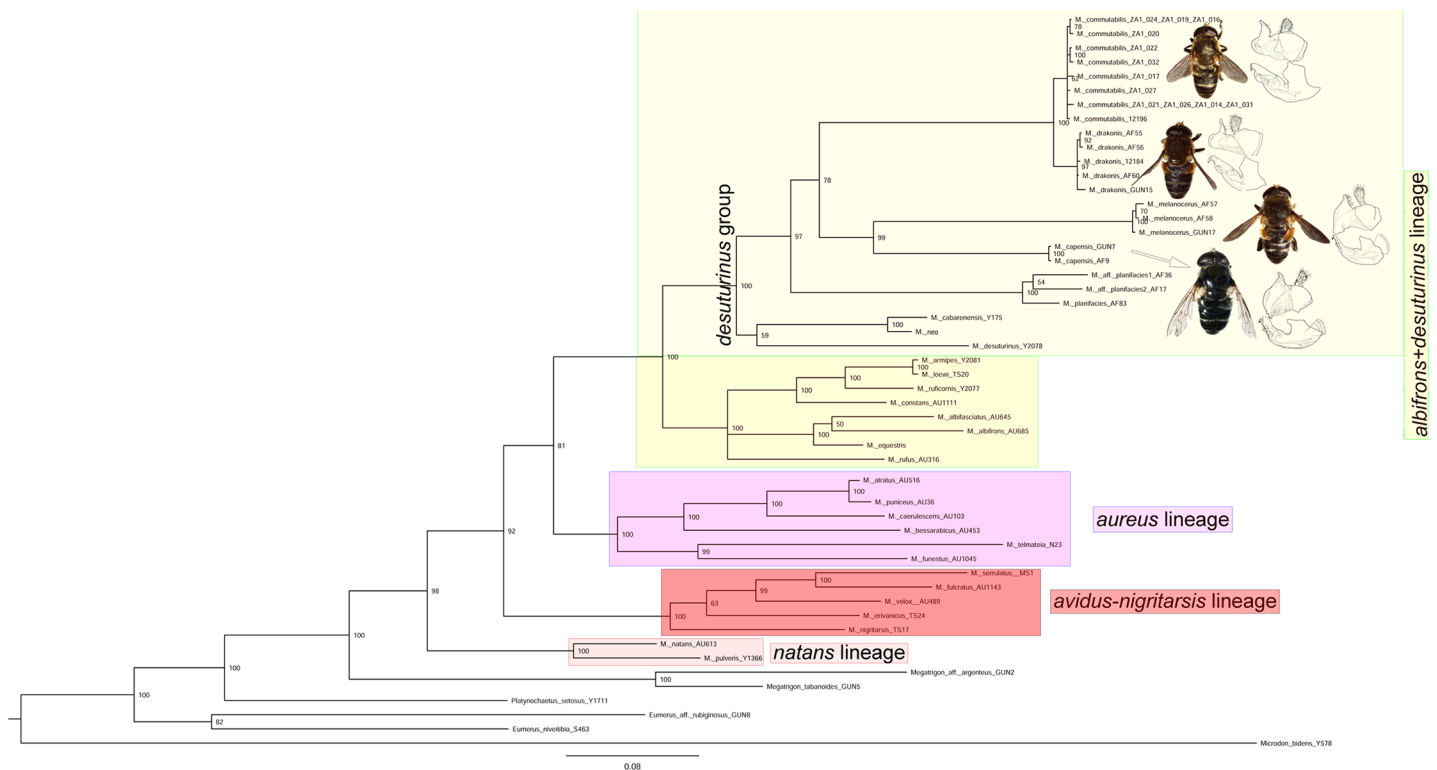 M._commutabilis_ZA1_024_ZA1_019_ZA1_016
78
M._commutabilis_ZA1_020
M._commutabilis_ZA1_022
100
M._commutabilis_ZA1_032
M._commutabilis_ZA1_017
62
M._commutabilis_ZA1_027
M._commutabilis_ZA1_021_ZA1_026_ZA1_014_ZA1_031
M._commutabilis_12196
100
M._drakonis_AF55
92
M._drakonis_AF56
M._drakonis_12184
97
M._drakonis_AF60
M._drakonis_GUN15
78
M._melanocerus_AF57
70
M._melanocerus_AF58
100
M._melanocerus_GUN17
99
M._capensis_GUN7
100
M._capensis_AF9
97
M._aff._planifacies1_AF36
54
M._aff._planifacies2_AF17
100
M._planifacies_AF83
desuturinus group
100
M._cabarenensis_Y175
100
M._neo
59
M._desuturinus_Y2078
albifrons+desuturinus lineage
100
M._armipes_Y2081
100
M._loewi_TS20
100
M._ruficornis_Y2077
100
M._constans_AU1111
M._albifasciatus_AU645
50
100
M._albifrons_AU685
100
M._equestris
M._rufus_AU316
81
M._atratus_AU516
100
M._puniceus_AU36
100
M._caerulescens_AU103
100
M._bessarabicus_AU453
100
M._telmateia_N23
99
M._funestus_AU1045
aureus lineage
92
M._serrulatus__MS1
100
M._fulcratus_AU1143
99
M._velox__AU489
63
M._erivanicus_TS24
100
M._nigritarsis_TS17
avidus-nigritarsis lineage
98
M._natans_AU613
100
M._pulveris_Y1366
natans lineage
100
Megatrigon_aff._argenteus_GUN2
100
Megatrigon_tabanoides_GUN5
100
Platynochaetus_setosus_Y1711
100
Eumerus_aff._rubiginosus_GUN8
82
Eumerus_niveitibia_S463
Microdon_bidens_Y578
0.08